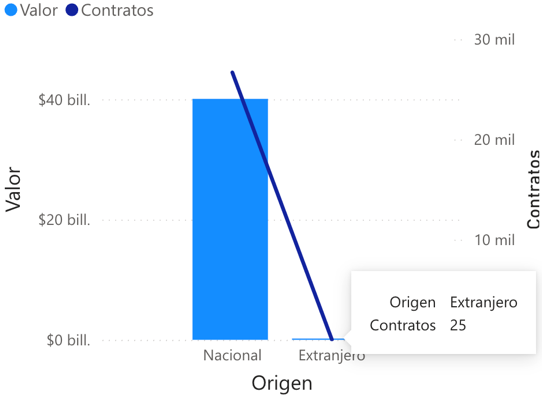 Valor Contratos
30 mil
$40 bill.
20 mil
Valor
Contratos
$20 bill.
10 mil
Origen Extranjero
Contratos 25
$0 bill.
Nacional Extranjero
Origen